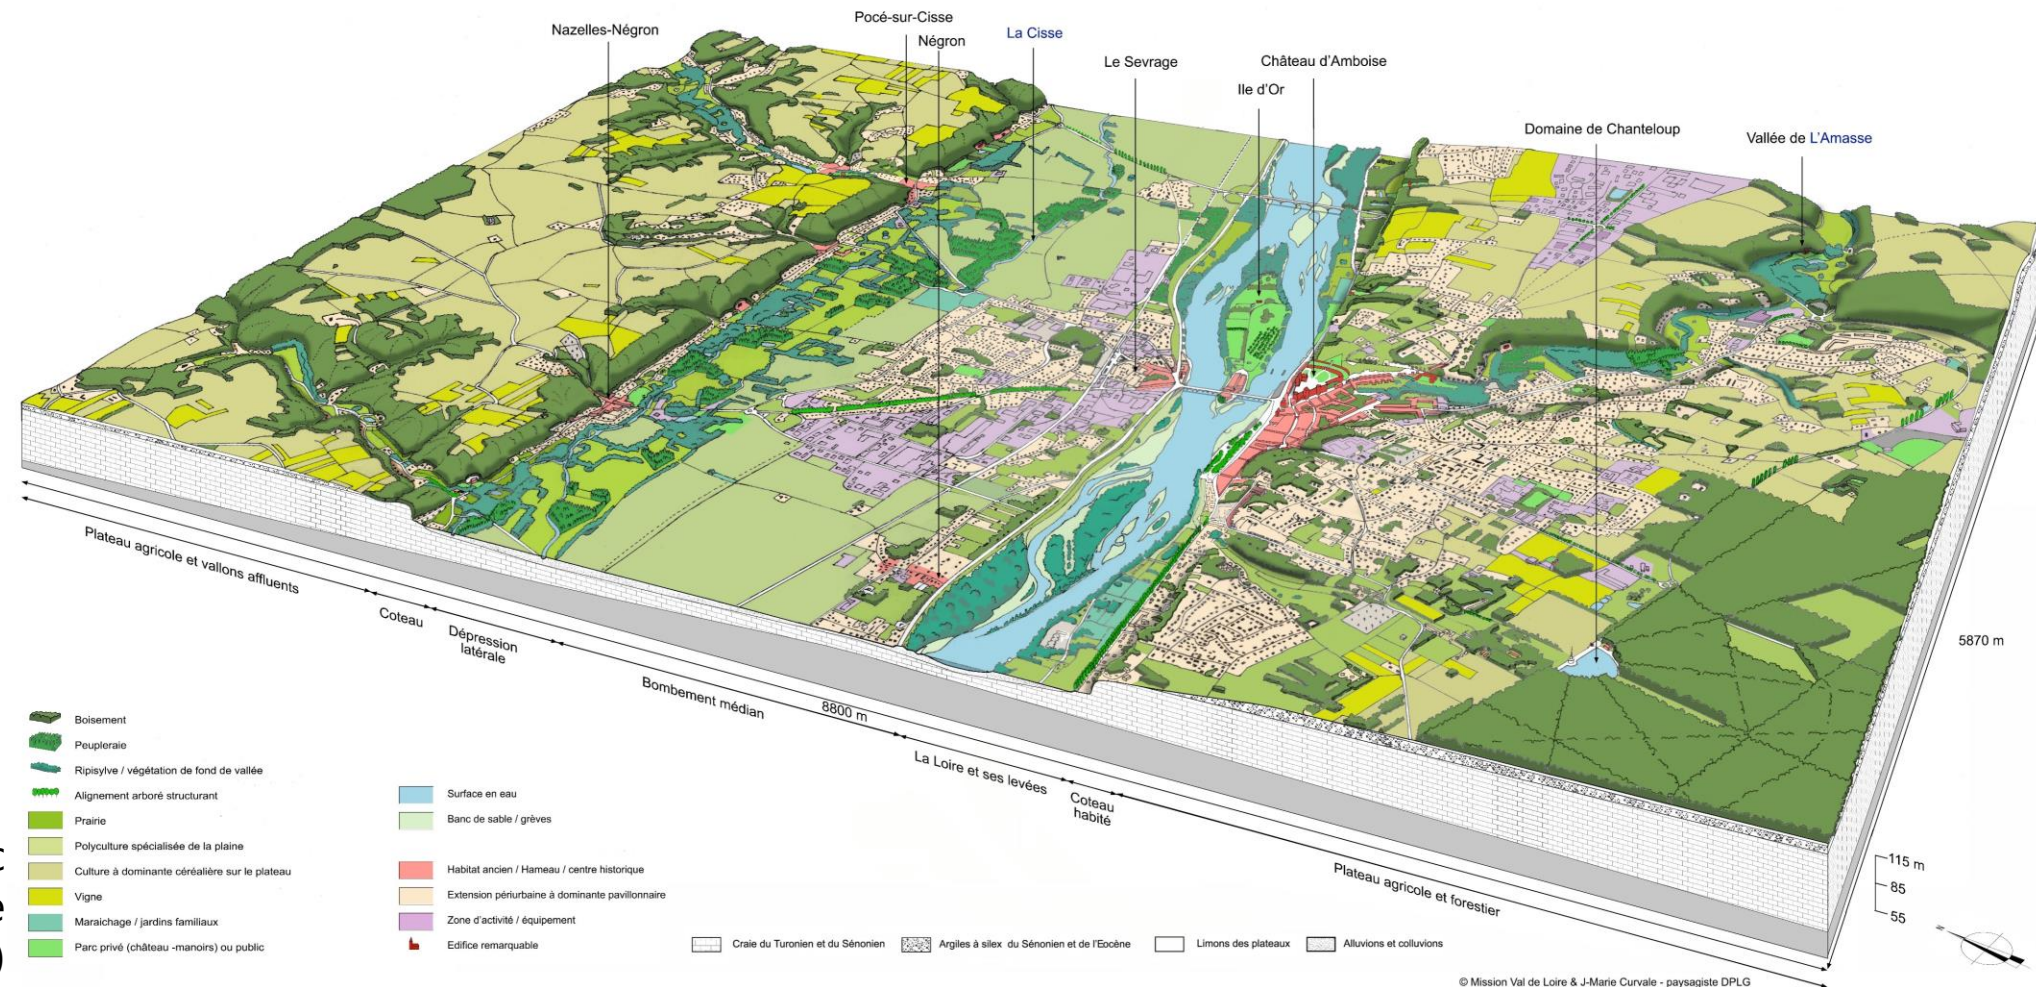 Pocé-sur-Cisse
Nazelles-Négron
Négron
La Cisse
Le Sevrage
Château d'Amboise
Ile d'Or
Domaine de Chanteloup
Vallée de L'Amasse
5870 m
Plateau agricole et vallons affluents
Coteau
Dépression
latérale
Bombement médian
8800 m
La Loire et ses levées
Coteau
habité
Plateau agricole et forestier
115 m
85
55
Boisement
Peupleraie
Ripisylve / végétation de fond de vallée
Alignement arboré structurant
Prairie
Polyculture spécialisée de la plaine
Culture à dominante céréalière sur le plateau
Vigne
Maraichage / jardins familiaux
Parc privé (château -manoirs) ou public
Surface en eau
Banc de sable / grèves
Habitat ancien / Hameau / centre historique
Extension périurbaine à dominante pavillonnaire
Zone d'activité / équipement
Edifice remarquable
Craie du Turonien et du Sénonien
Argiles à silex du Sénonien et de l'Eocène
Limons des plateaux
Alluvions et colluvions
© Mission Val de Loire & J-Marie Curvale - paysagiste DPLG